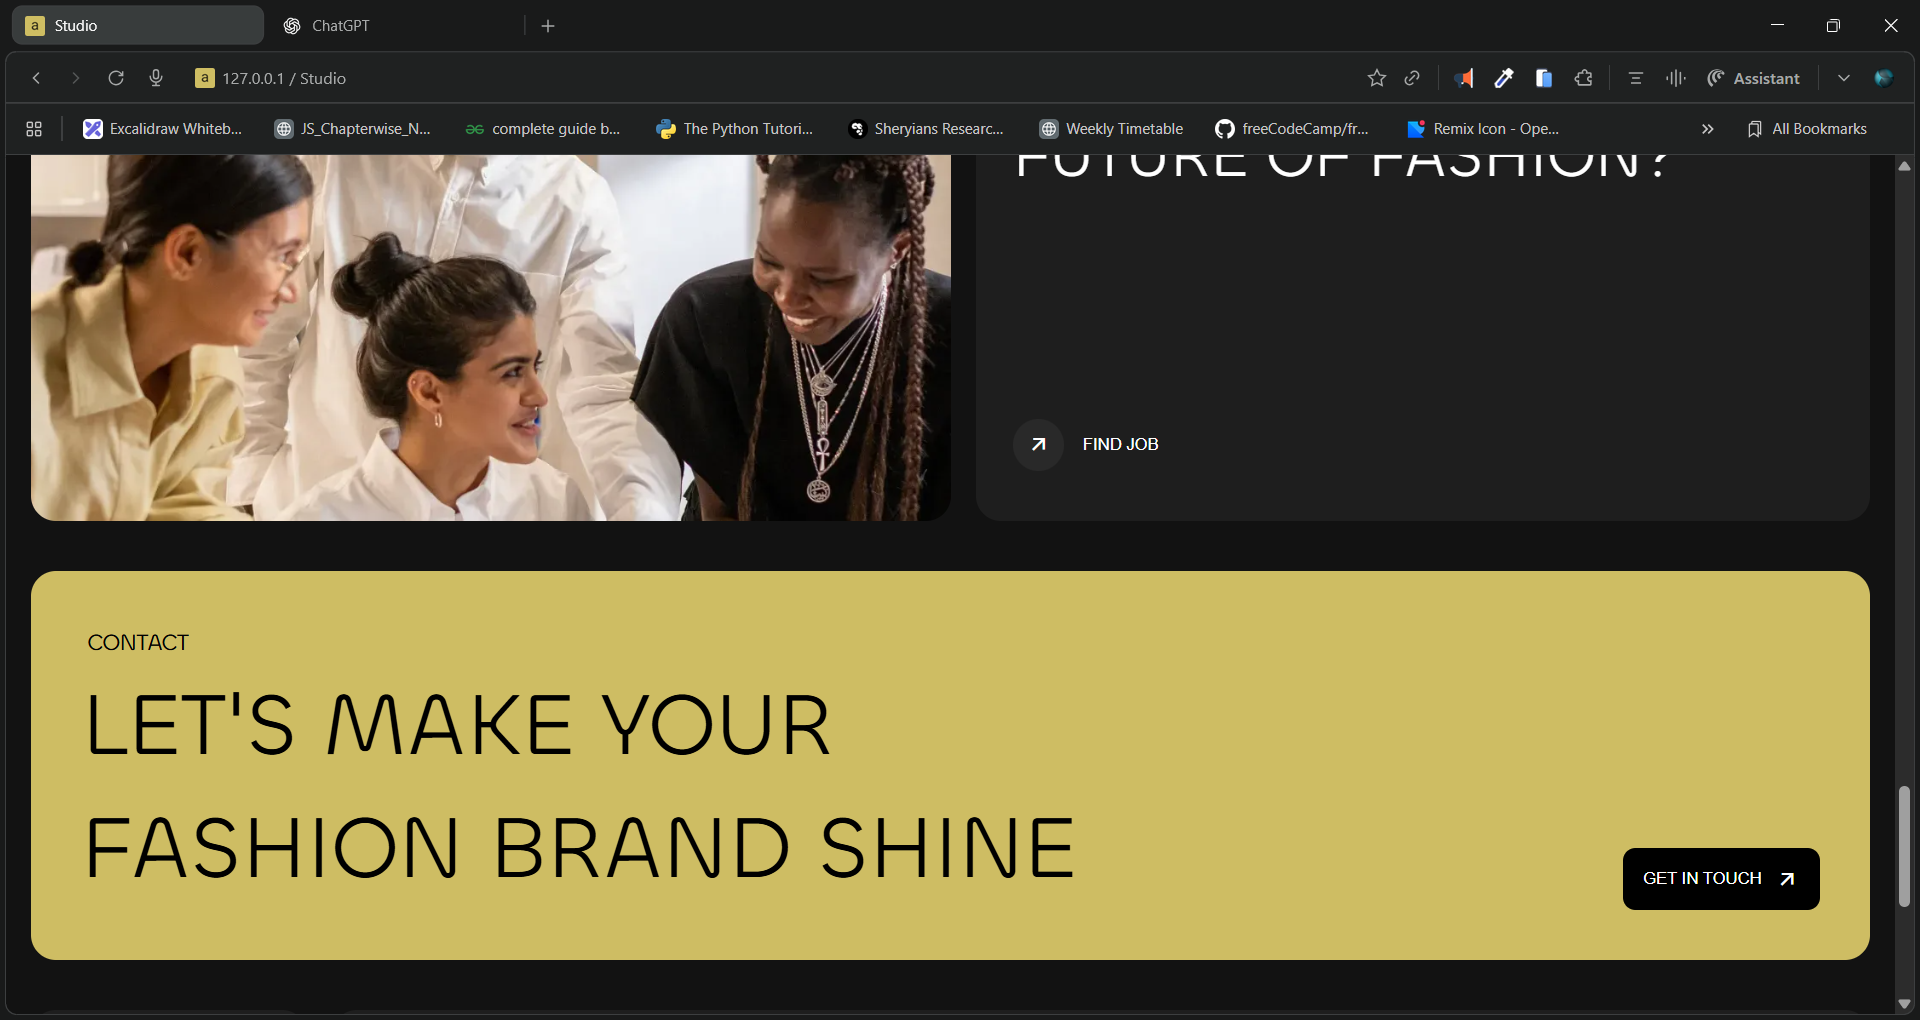 a Studio
ChatGPT
a 127.0.0.1 / Studio
Assistant
Excalidraw Whiteb...
JS_Chapterwise_N...
complete guide b...
The Python Tutori...
Sheryians Researc...
Weekly Timetable
freeCodeCamp/fr...
Remix Icon - Ope...
All Bookmarks
FUTURE OF FASHION?
FIND JOB
CONTACT
LET'S MAKE YOUR
FASHION BRAND SHINE
GET IN TOUCH